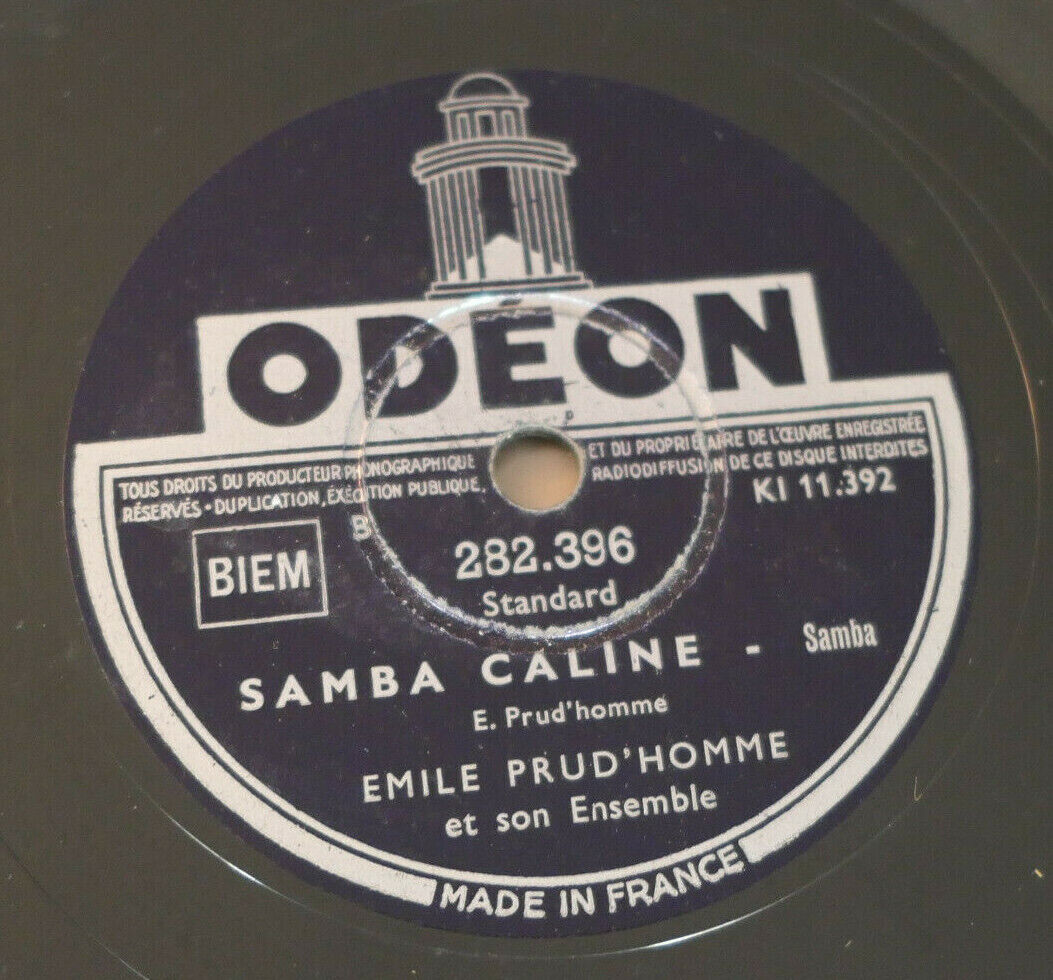 ODÉON
TOUS DROITS DU PRODUCTEUR PHONOGRAPHIQUE ET DU PROPRIÉTAIRE DE L'ŒUVRE ENREGISTRÉE
RÉSERVÉS • DUPLICATION, EXÉCUTION PUBLIQUE, RADIODIFFUSION DE CE DISQUE INTERDITES
KI 11.392
BIEM
B
282.396
Standard
SAMBA CALINE - Samba
E. Prud'homme
EMILE PRUD'HOMME
et son Ensemble
MADE IN FRANCE